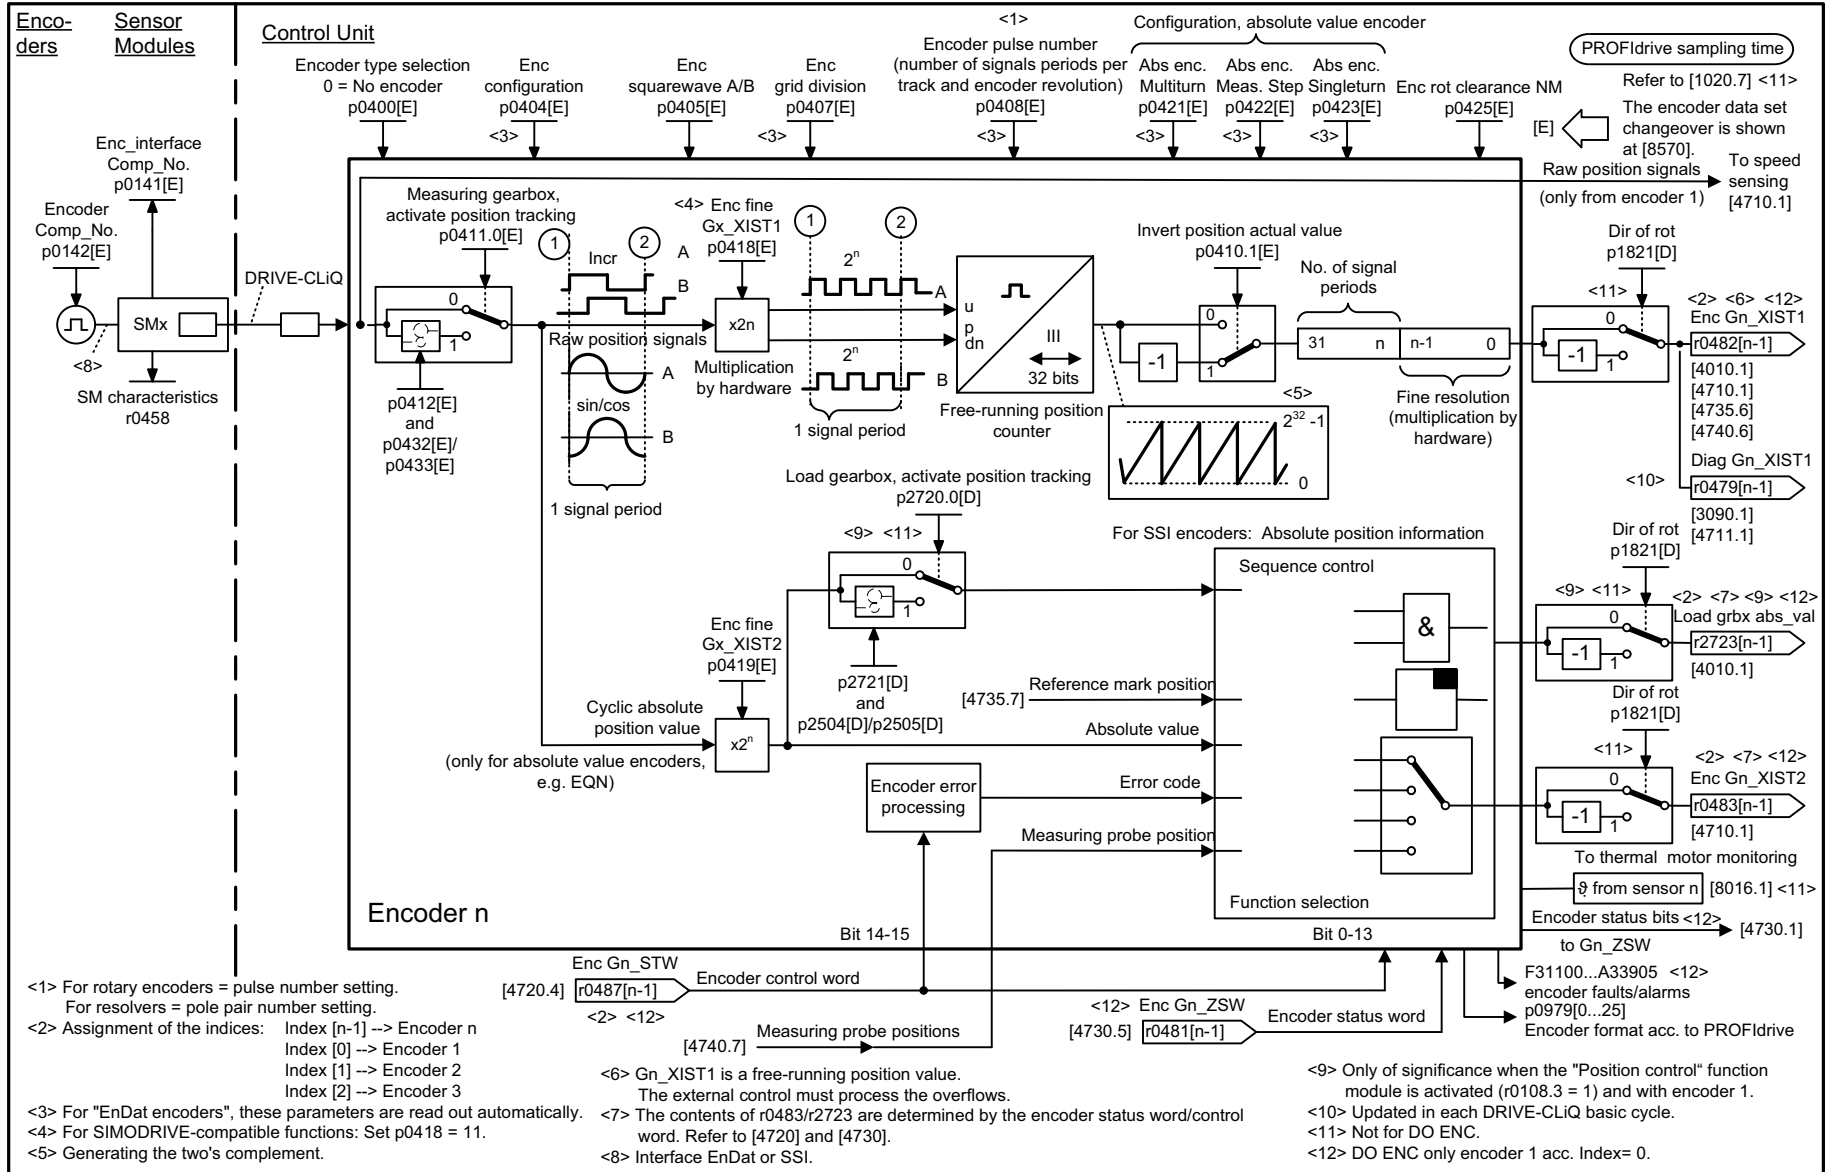 Enco-
ders
Sensor
Modules
Control Unit
Encoder type selection
0 = No encoder
p0400[E]
Enc
configuration
p0404[E]
<3>
Enc
squarewave A/B
p0405[E]
Enc
grid division
p0407[E]
<3>
<1>
Encoder pulse number
(number of signals periods per
track and encoder revolution)
p0408[E]
<3>
Configuration, absolute value encoder
Abs enc.
Multiturn
p0421[E]
<3>
Abs enc.
Meas. Step
p0422[E]
<3>
Abs enc.
Singleturn
p0423[E]
<3>
Enc rot clearance NM
p0425[E]
PROFIdrive sampling time
Refer to [1020.7] <11>
[E]
The encoder data set
changeover is shown
at [8570].
Enc_interface
Comp_No.
p0141[E]
Encoder
Comp_No.
p0142[E]
SMx
<8>
SM characteristics
r0458
DRIVE-CLiQ
Measuring gearbox,
activate position tracking
p0411.0[E]
0
1
p0412[E]
and
p0432[E]/
p0433[E]
1
2
Incr
A
B
Raw position signals
A
sin/cos
B
1 signal period
<4> Enc fine
Gx_XIST1
p0418[E]
x2n
Multiplication
by hardware
1
2
2n
A
2n
B
1 signal period
u
p
dn
III
32 bits
Free-running position
counter
Invert position actual value
p0410.1[E]
0
-1
1
<5>
2^32 -1
0
No. of signal
periods
31 n
n-1 0
Fine resolution
(multiplication by
hardware)
Raw position signals
(only from encoder 1)
To speed
sensing
[4710.1]
Dir of rot
p1821[D]
<11>
0
-1
1
<2> <6> <12>
Enc Gn_XIST1
r0482[n-1]
[4010.1]
[4710.1]
[4735.6]
[4740.6]
Diag Gn_XIST1
<10>
r0479[n-1]
[3090.1]
[4711.1]
Load gearbox, activate position tracking
p2720.0[D]
<9> <11>
0
1
p2721[D]
and
p2504[D]/p2505[D]
Enc fine
Gx_XIST2
p0419[E]
Cyclic absolute
position value
x2n
(only for absolute value encoders,
e.g. EQN)
For SSI encoders: Absolute position information
Sequence control
&
[4735.7]
Reference mark position
Absolute value
Encoder error
processing
Error code
Measuring probe position
Function selection
Dir of rot
p1821[D]
<9> <11>
0
-1
1
<2> <7> <9> <12>
Load grbx abs_val
r2723[n-1]
[4010.1]
Dir of rot
p1821[D]
<11>
0
-1
1
<2> <7> <12>
Enc Gn_XIST2
r0483[n-1]
[4710.1]
To thermal motor monitoring
ϑ from sensor n
[8016.1] <11>
Encoder status bits <12>
[4730.1]
to Gn_ZSW
Encoder n
Bit 14-15
Bit 0-13
F31100...A33905 <12>
encoder faults/alarms
p0979[0...25]
Encoder format acc. to PROFIdrive
Enc Gn_STW
[4720.4]
r0487[n-1]
Encoder control word
<2> <12>
[4740.7]
Measuring probe positions
<12> Enc Gn_ZSW
[4730.5]
r0481[n-1]
Encoder status word
<1> For rotary encoders = pulse number setting.
For resolvers = pole pair number setting.
<2> Assignment of the indices: Index [n-1] --> Encoder n
Index [0] --> Encoder 1
Index [1] --> Encoder 2
Index [2] --> Encoder 3
<3> For "EnDat encoders", these parameters are read out automatically.
<4> For SIMODRIVE-compatible functions: Set p0418 = 11.
<5> Generating the two's complement.
<6> Gn_XIST1 is a free-running position value.
The external control must process the overflows.
<7> The contents of r0483/r2723 are determined by the encoder status word/control
word. Refer to [4720] and [4730].
<8> Interface EnDat or SSI.
<9> Only of significance when the "Position control“ function
module is activated (r0108.3 = 1) and with encoder 1.
<10> Updated in each DRIVE-CLiQ basic cycle.
<11> Not for DO ENC.
<12> DO ENC only encoder 1 acc. Index= 0.